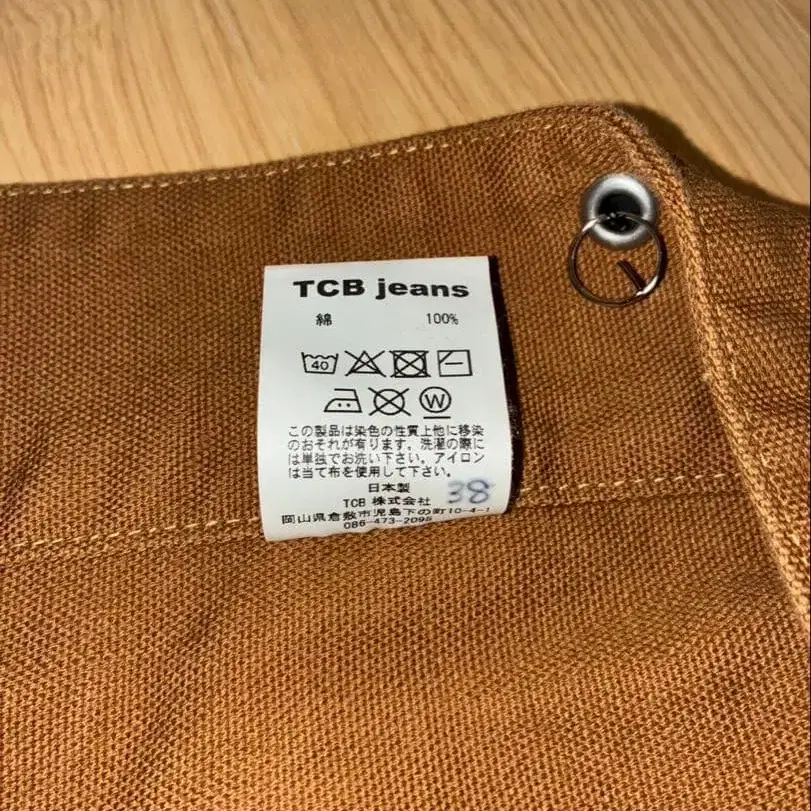 TCB jeans
綿 100%
40
W
この製品は染色の性質上他に移染
のおそれが有ります。洗濯の際に
は単独でお洗い下さい。アイロン
は当て布を使用して下さい。
日本製
TCB 株式会社 38
岡山県倉敷市児島下の町10-4-1
086-473-2095